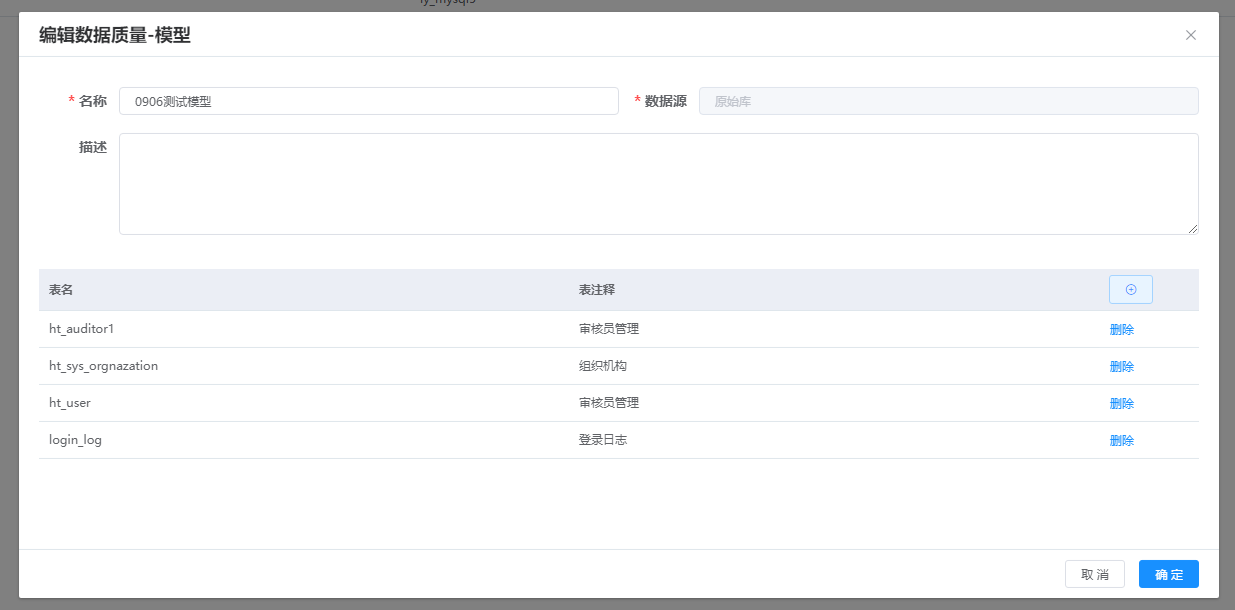 编辑数据质量-模型
* 名称 0906测试模型 * 数据源 原始库
描述
表名 表注释
ht_auditor1 审核员管理 删除
ht_sys_orgnazation 组织机构 删除
ht_user 审核员管理 删除
login_log 登录日志 删除
取消 确定